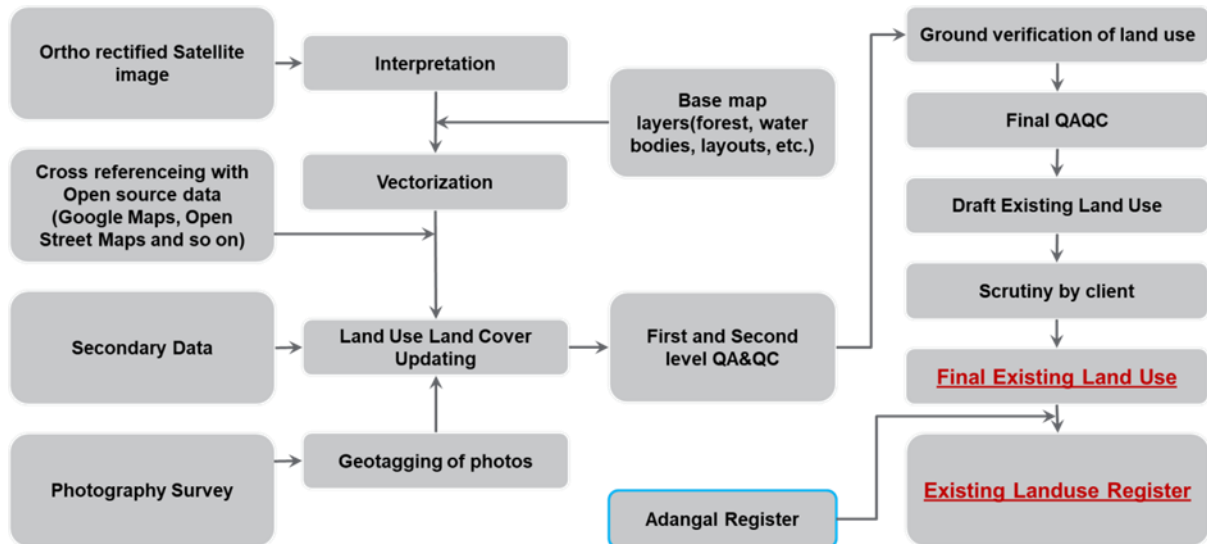 Ortho rectified Satellite
image
Interpretation
Base map
layers(forest, water
bodies, layouts, etc.)
Cross referenceing with
Open source data
(Google Maps, Open
Street Maps and so on)
Vectorization
Secondary Data
Land Use Land Cover
Updating
First and Second
level QA&QC
Photography Survey
Geotagging of photos
Ground verification of land use
Final QAQC
Draft Existing Land Use
Scrutiny by client
Final Existing Land Use
Adangal Register
Existing Landuse Register